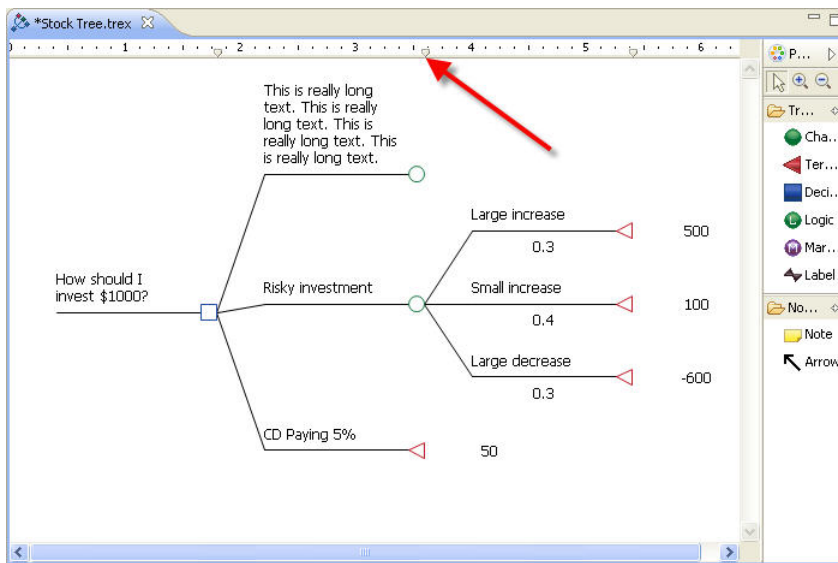 *Stock Tree.trex
1 2 3 4 5 6
P...
This is really long
text. This is really
long text. This is
really long text. This
is really long text.
Tr...
Cha...
Ter...
Deci...
Logic
Mar...
Label
No...
Note
Arrow
Large increase
0.3
500
How should I
invest $1000?
Risky investment
Small increase
0.4
100
Large decrease
0.3
-600
CD Paying 5%
50